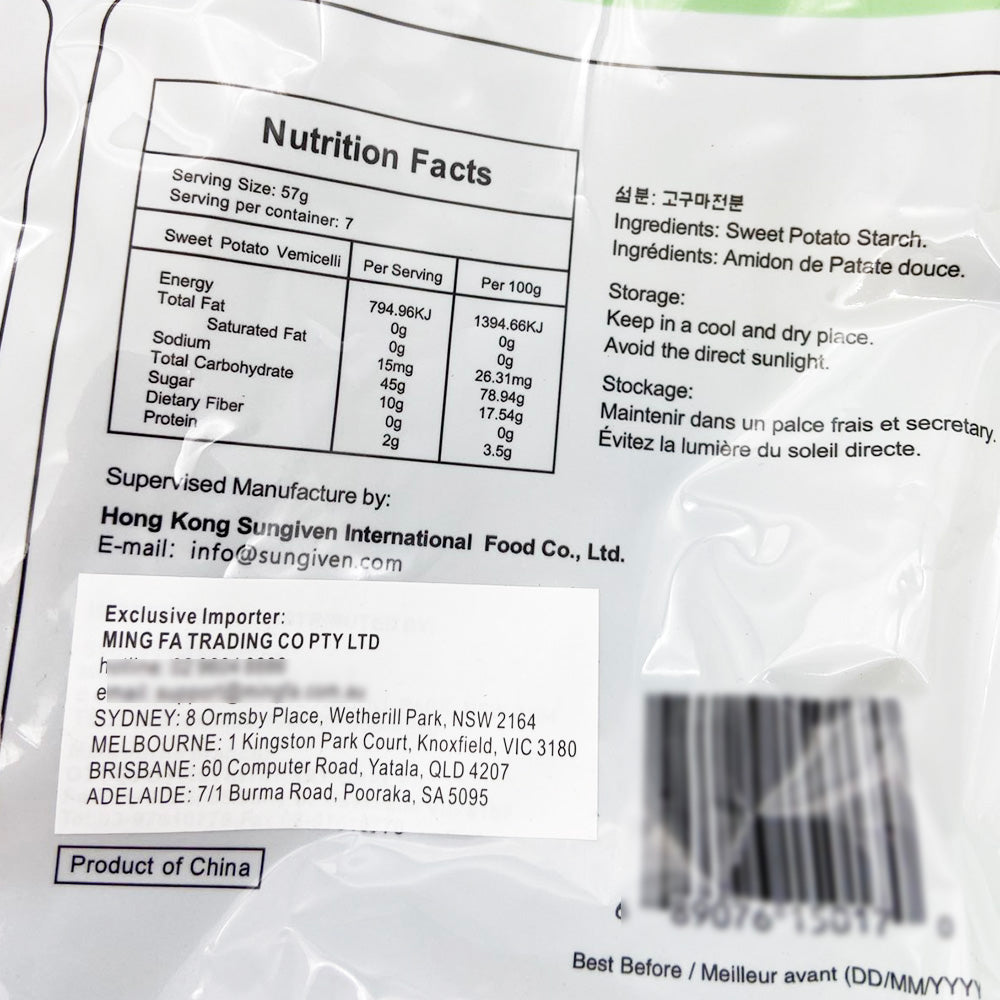 Nutrition Facts
Serving Size: 57g
Serving per container: 7
Sweet Potato Vemicelli Per Serving Per 100g
Energy 794.96KJ 1394.66KJ
Total Fat 0g 0g
Saturated Fat 0g 0g
Sodium 15mg 26.31mg
Total Carbohydrate 45g 78.94g
Sugar 10g 17.54g
Dietary Fiber 0g 0g
Protein 2g 3.5g
섬분: 고구마전분
Ingredients: Sweet Potato Starch.
Ingrédients: Amidon de Patate douce.
Storage:
Keep in a cool and dry place.
Avoid the direct sunlight.
Stockage:
Maintenir dans un palce frais et secretary.
Évitez la lumière du soleil directe.
Supervised Manufacture by:
Hong Kong Sungiven International Food Co., Ltd.
E-mail: info@sungiven.com
Exclusive Importer:
MING FA TRADING CO PTY LTD
SYDNEY: 8 Ormsby Place, Wetherill Park, NSW 2164
MELBOURNE: 1 Kingston Park Court, Knoxfield, VIC 3180
BRISBANE: 60 Computer Road, Yatala, QLD 4207
ADELAIDE: 7/1 Burma Road, Pooraka, SA 5095
Product of China
Best Before / Meilleur avant (DD/MM/YYYY